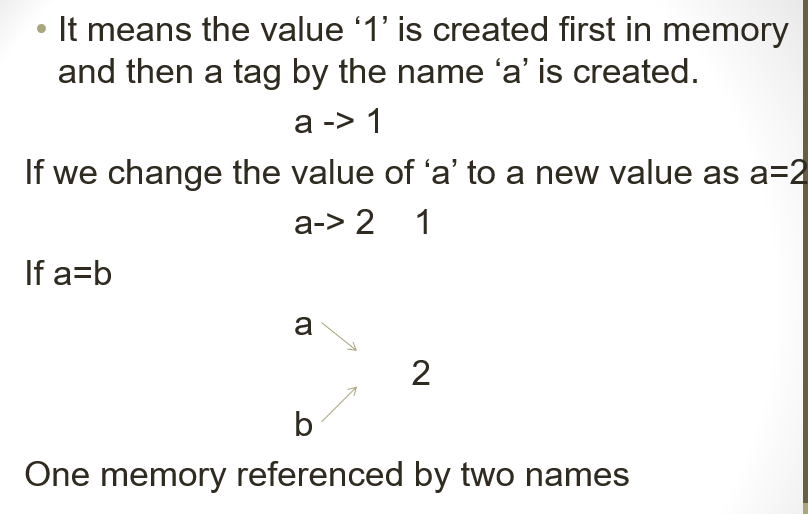 • It means the value ‘1’ is created first in memory
and then a tag by the name ‘a’ is created.
a -> 1
If we change the value of ‘a’ to a new value as a=2
a-> 2 1
If a=b
a
2
b
One memory referenced by two names